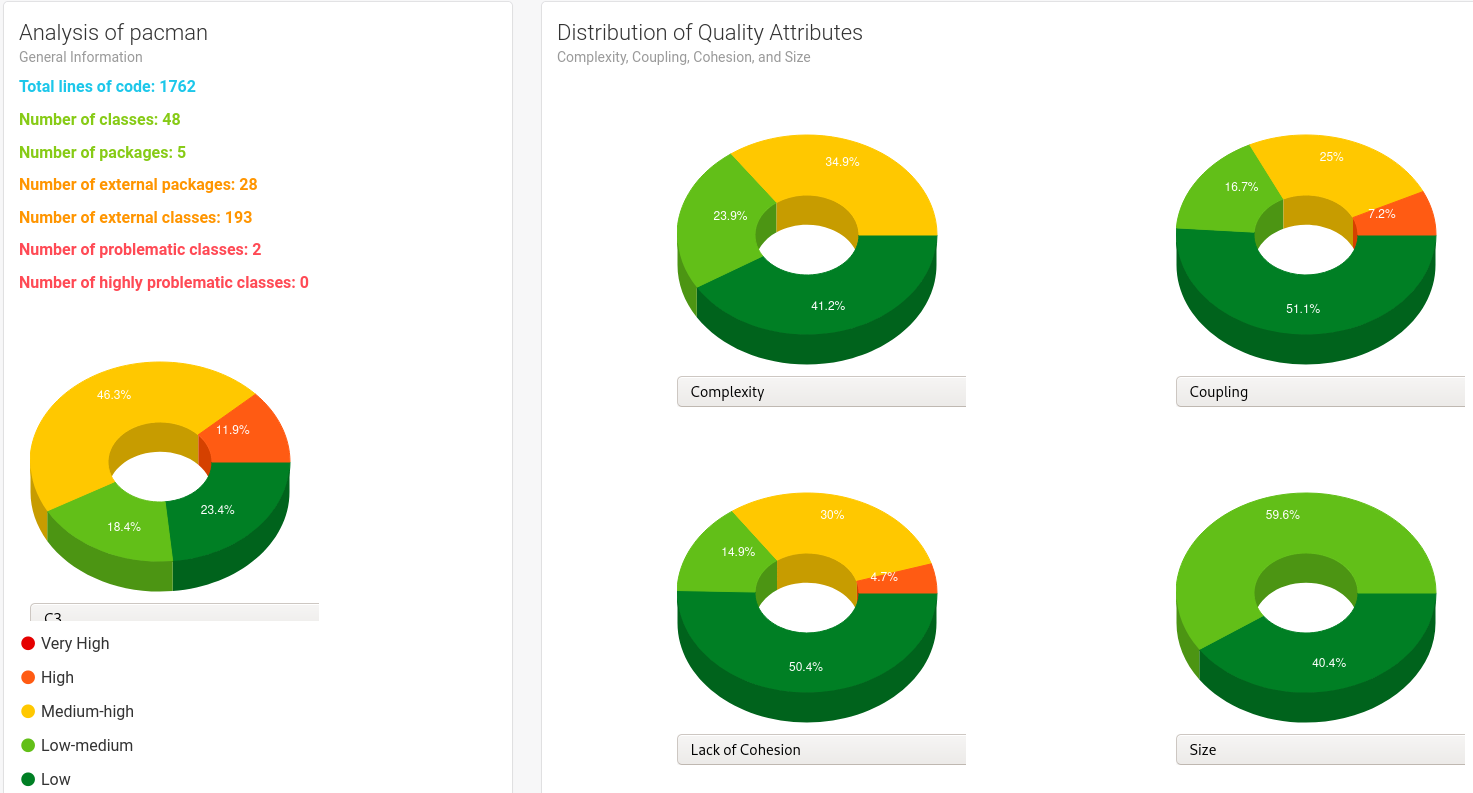 Analysis of pacman
General Information
Total lines of code: 1762
Number of classes: 48
Number of packages: 5
Number of external packages: 28
Number of external classes: 193
Number of problematic classes: 2
Number of highly problematic classes: 0
46.3%
11.9%
18.4%
23.4%
C3
Very High
High
Medium-high
Low-medium
Low
Distribution of Quality Attributes
Complexity, Coupling, Cohesion, and Size
34.9%
23.9%
41.2%
Complexity
25%
16.7%
7.2%
51.1%
Coupling
30%
14.9%
4.7%
50.4%
Lack of Cohesion
59.6%
40.4%
Size